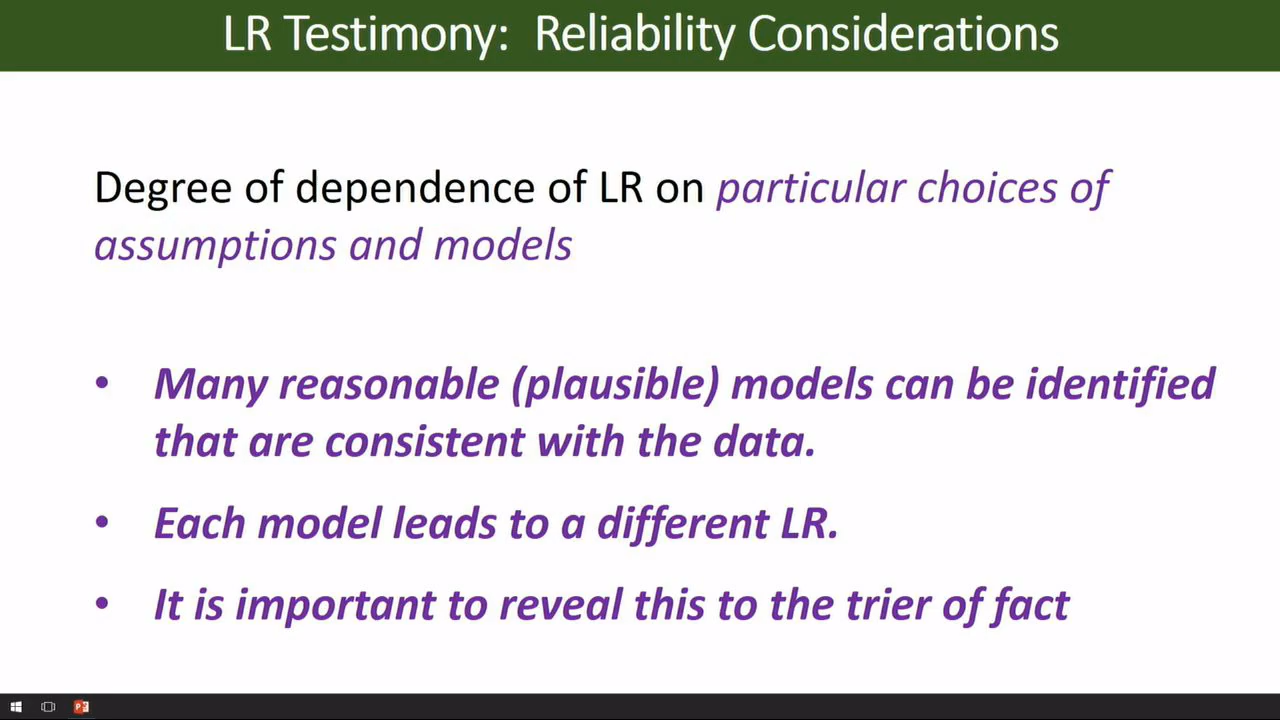 LR Testimony: Reliability Considerations
Degree of dependence of LR on particular choices of
assumptions and models
• Many reasonable (plausible) models can be identified
that are consistent with the data.
• Each model leads to a different LR.
• It is important to reveal this to the trier of fact